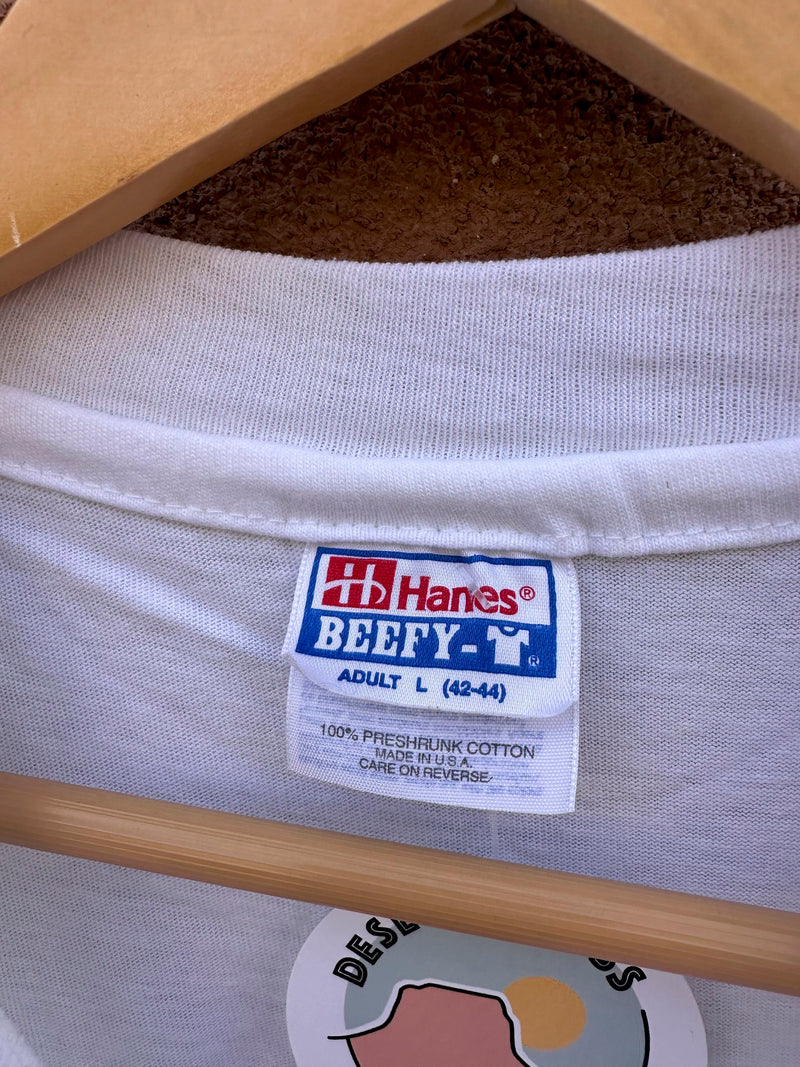 Hanes®
BEEFY-T®
ADULT L (42-44)
100% PRESHRUNK COTTON
MADE IN U.S.A.
CARE ON REVERSE